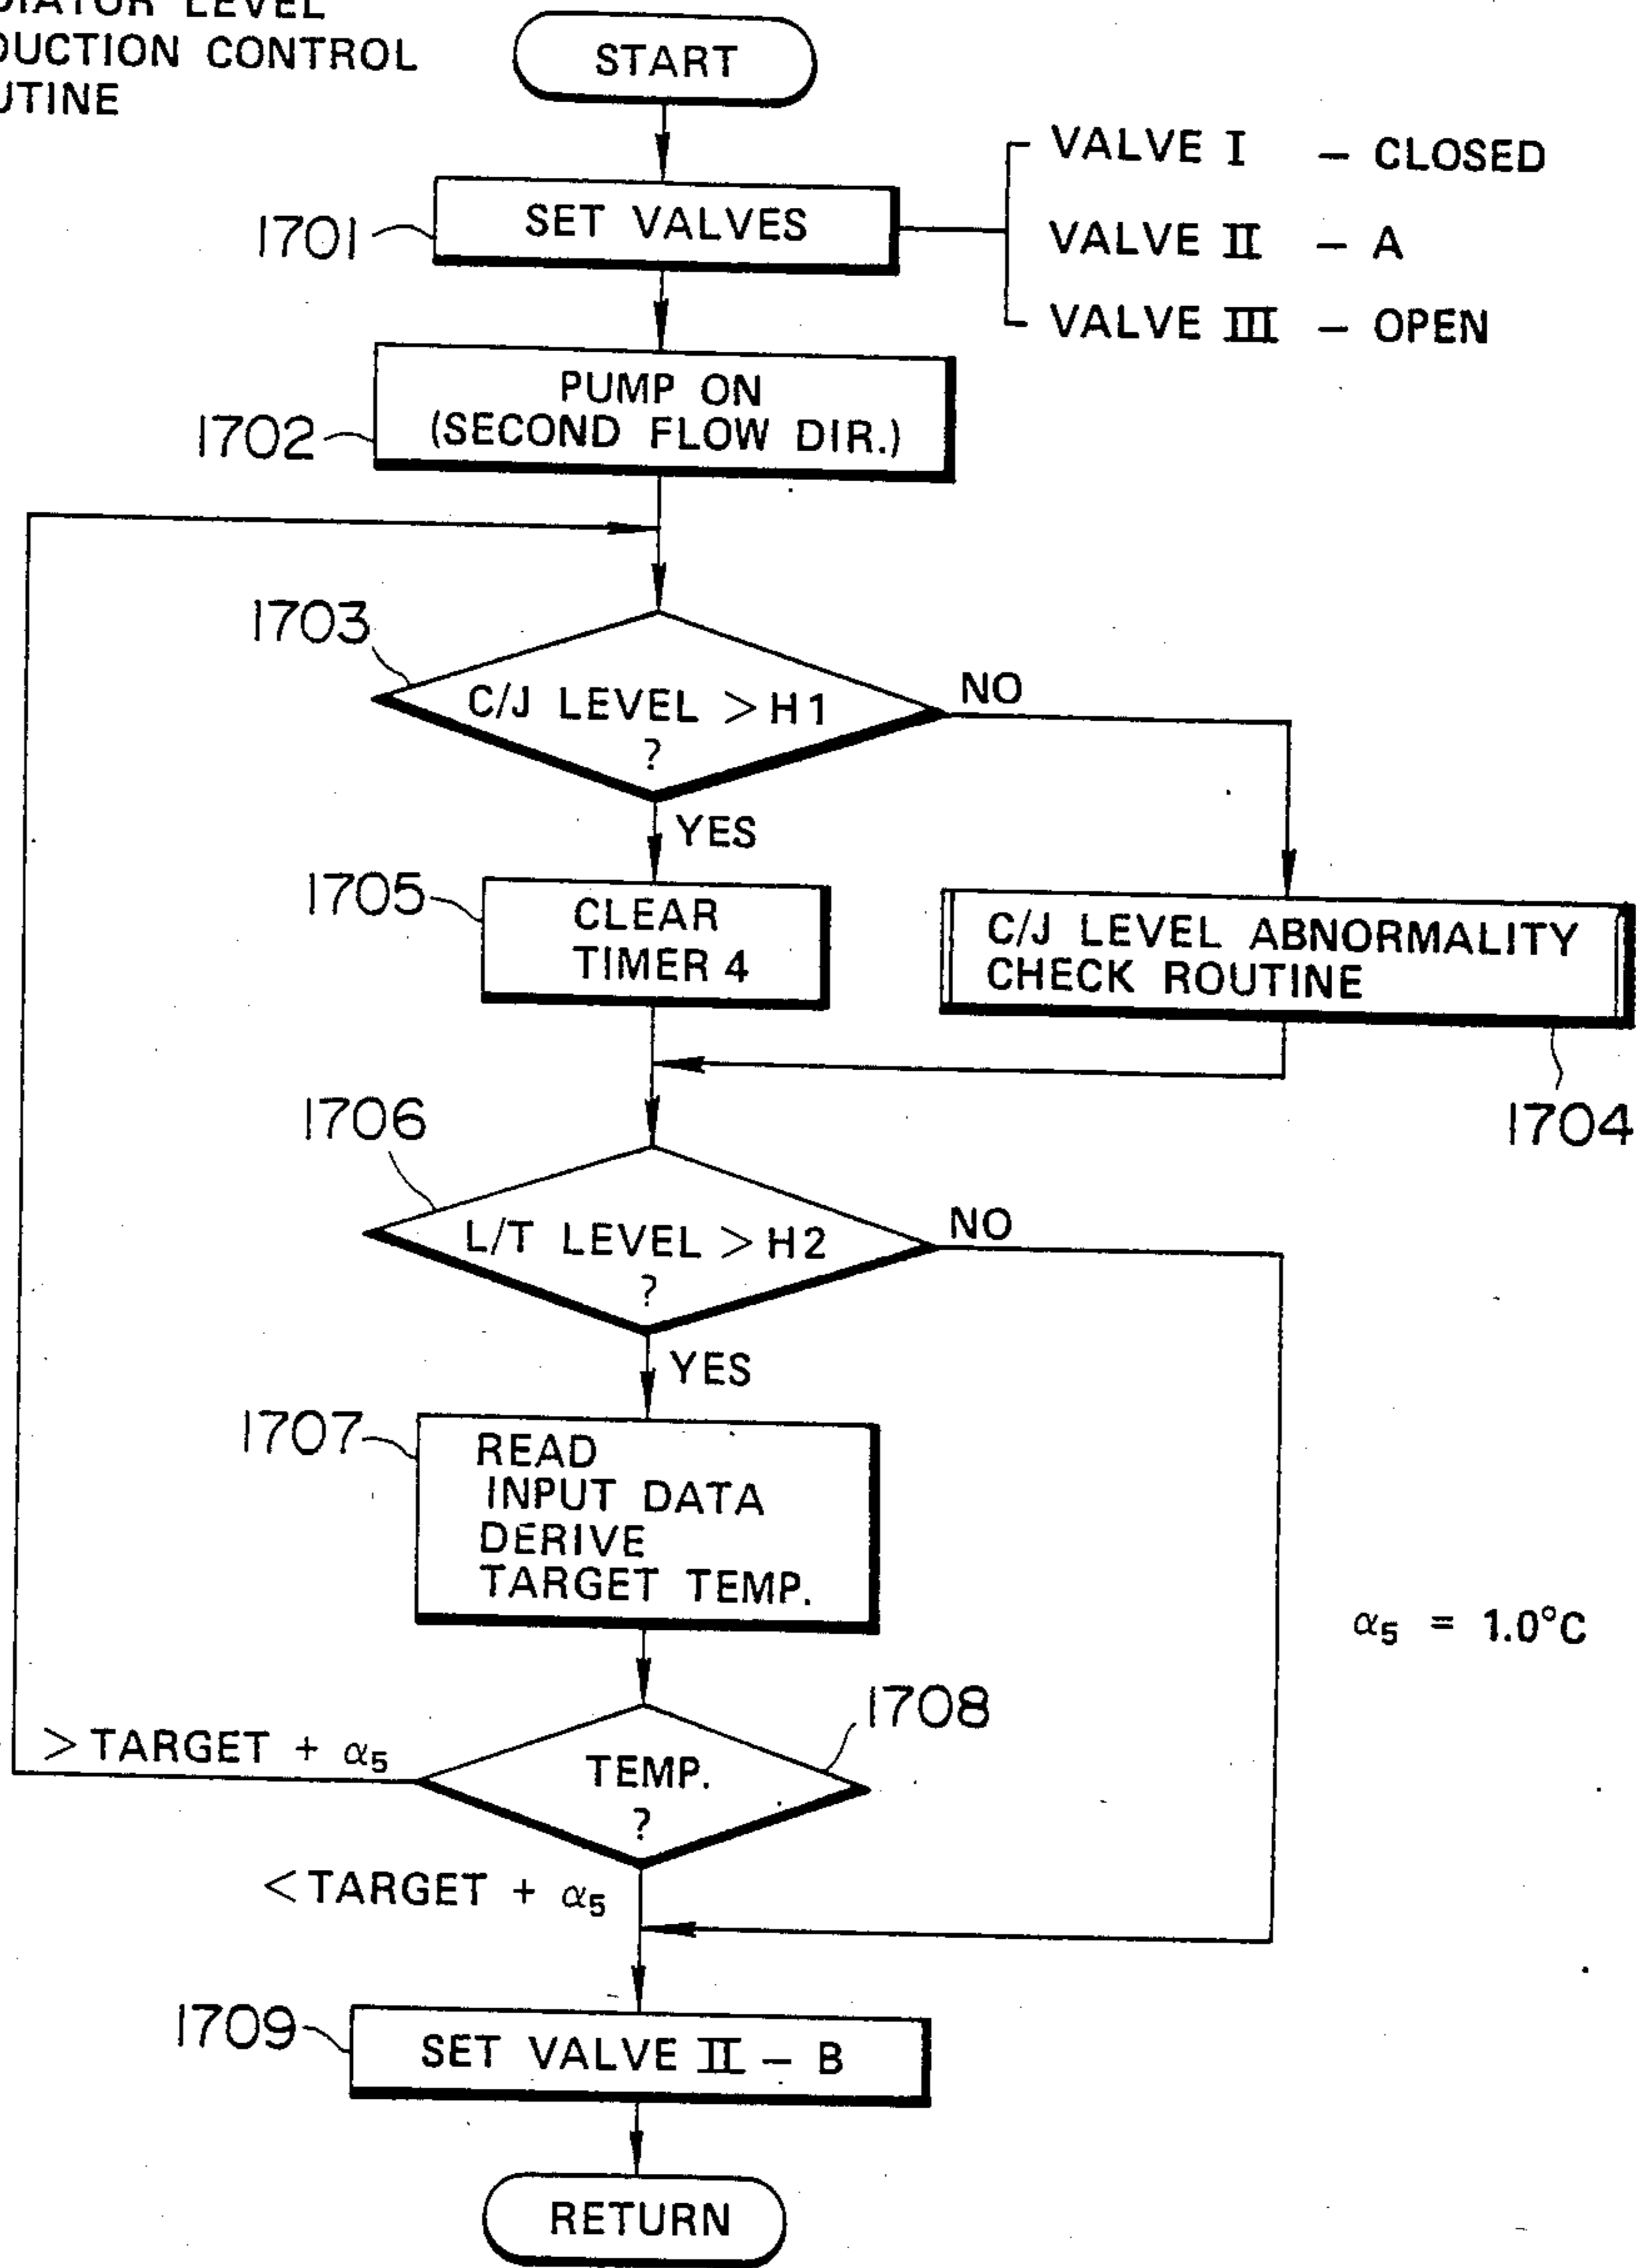 LEVEL
CONTROL
START
1701
SET VALVES
VALVE I – CLOSED
VALVE II – A
VALVE III – OPEN
1702
PUMP ON
(SECOND FLOW DIR.)
1703
C/J LEVEL > H1
?
NO
YES
1705
CLEAR
TIMER 4
C/J LEVEL ABNORMALITY
CHECK ROUTINE
1704
1706
L/T LEVEL > H2
?
NO
YES
1707
READ
INPUT DATA
DERIVE
TARGET TEMP.
α5 = 1.0°C
1708
> TARGET + α5
TEMP.
?
< TARGET + α5
1709
SET VALVE II – B
RETURN